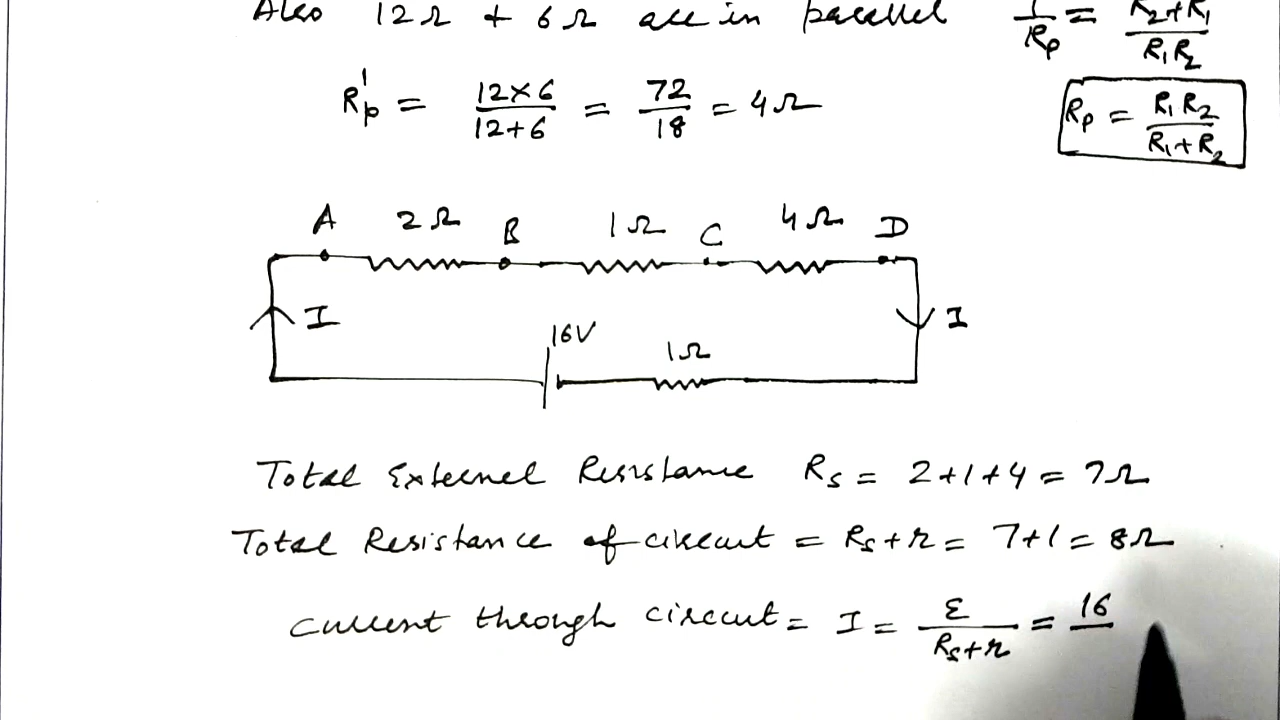 Also 12Ω + 6Ω are in parallel 1/Rp = R2+R1/R1R2
R'p = 12×6/12+6 = 72/18 = 4Ω
Rp = R1R2/R1+R2
A 2Ω B 1Ω C 4Ω D
I I
16V 1Ω
Total External Resistance Rs = 2+1+4 = 7Ω
Total Resistance of circuit = Rs+r = 7+1 = 8Ω
Current through circuit = I = ε/Rs+r = 16/